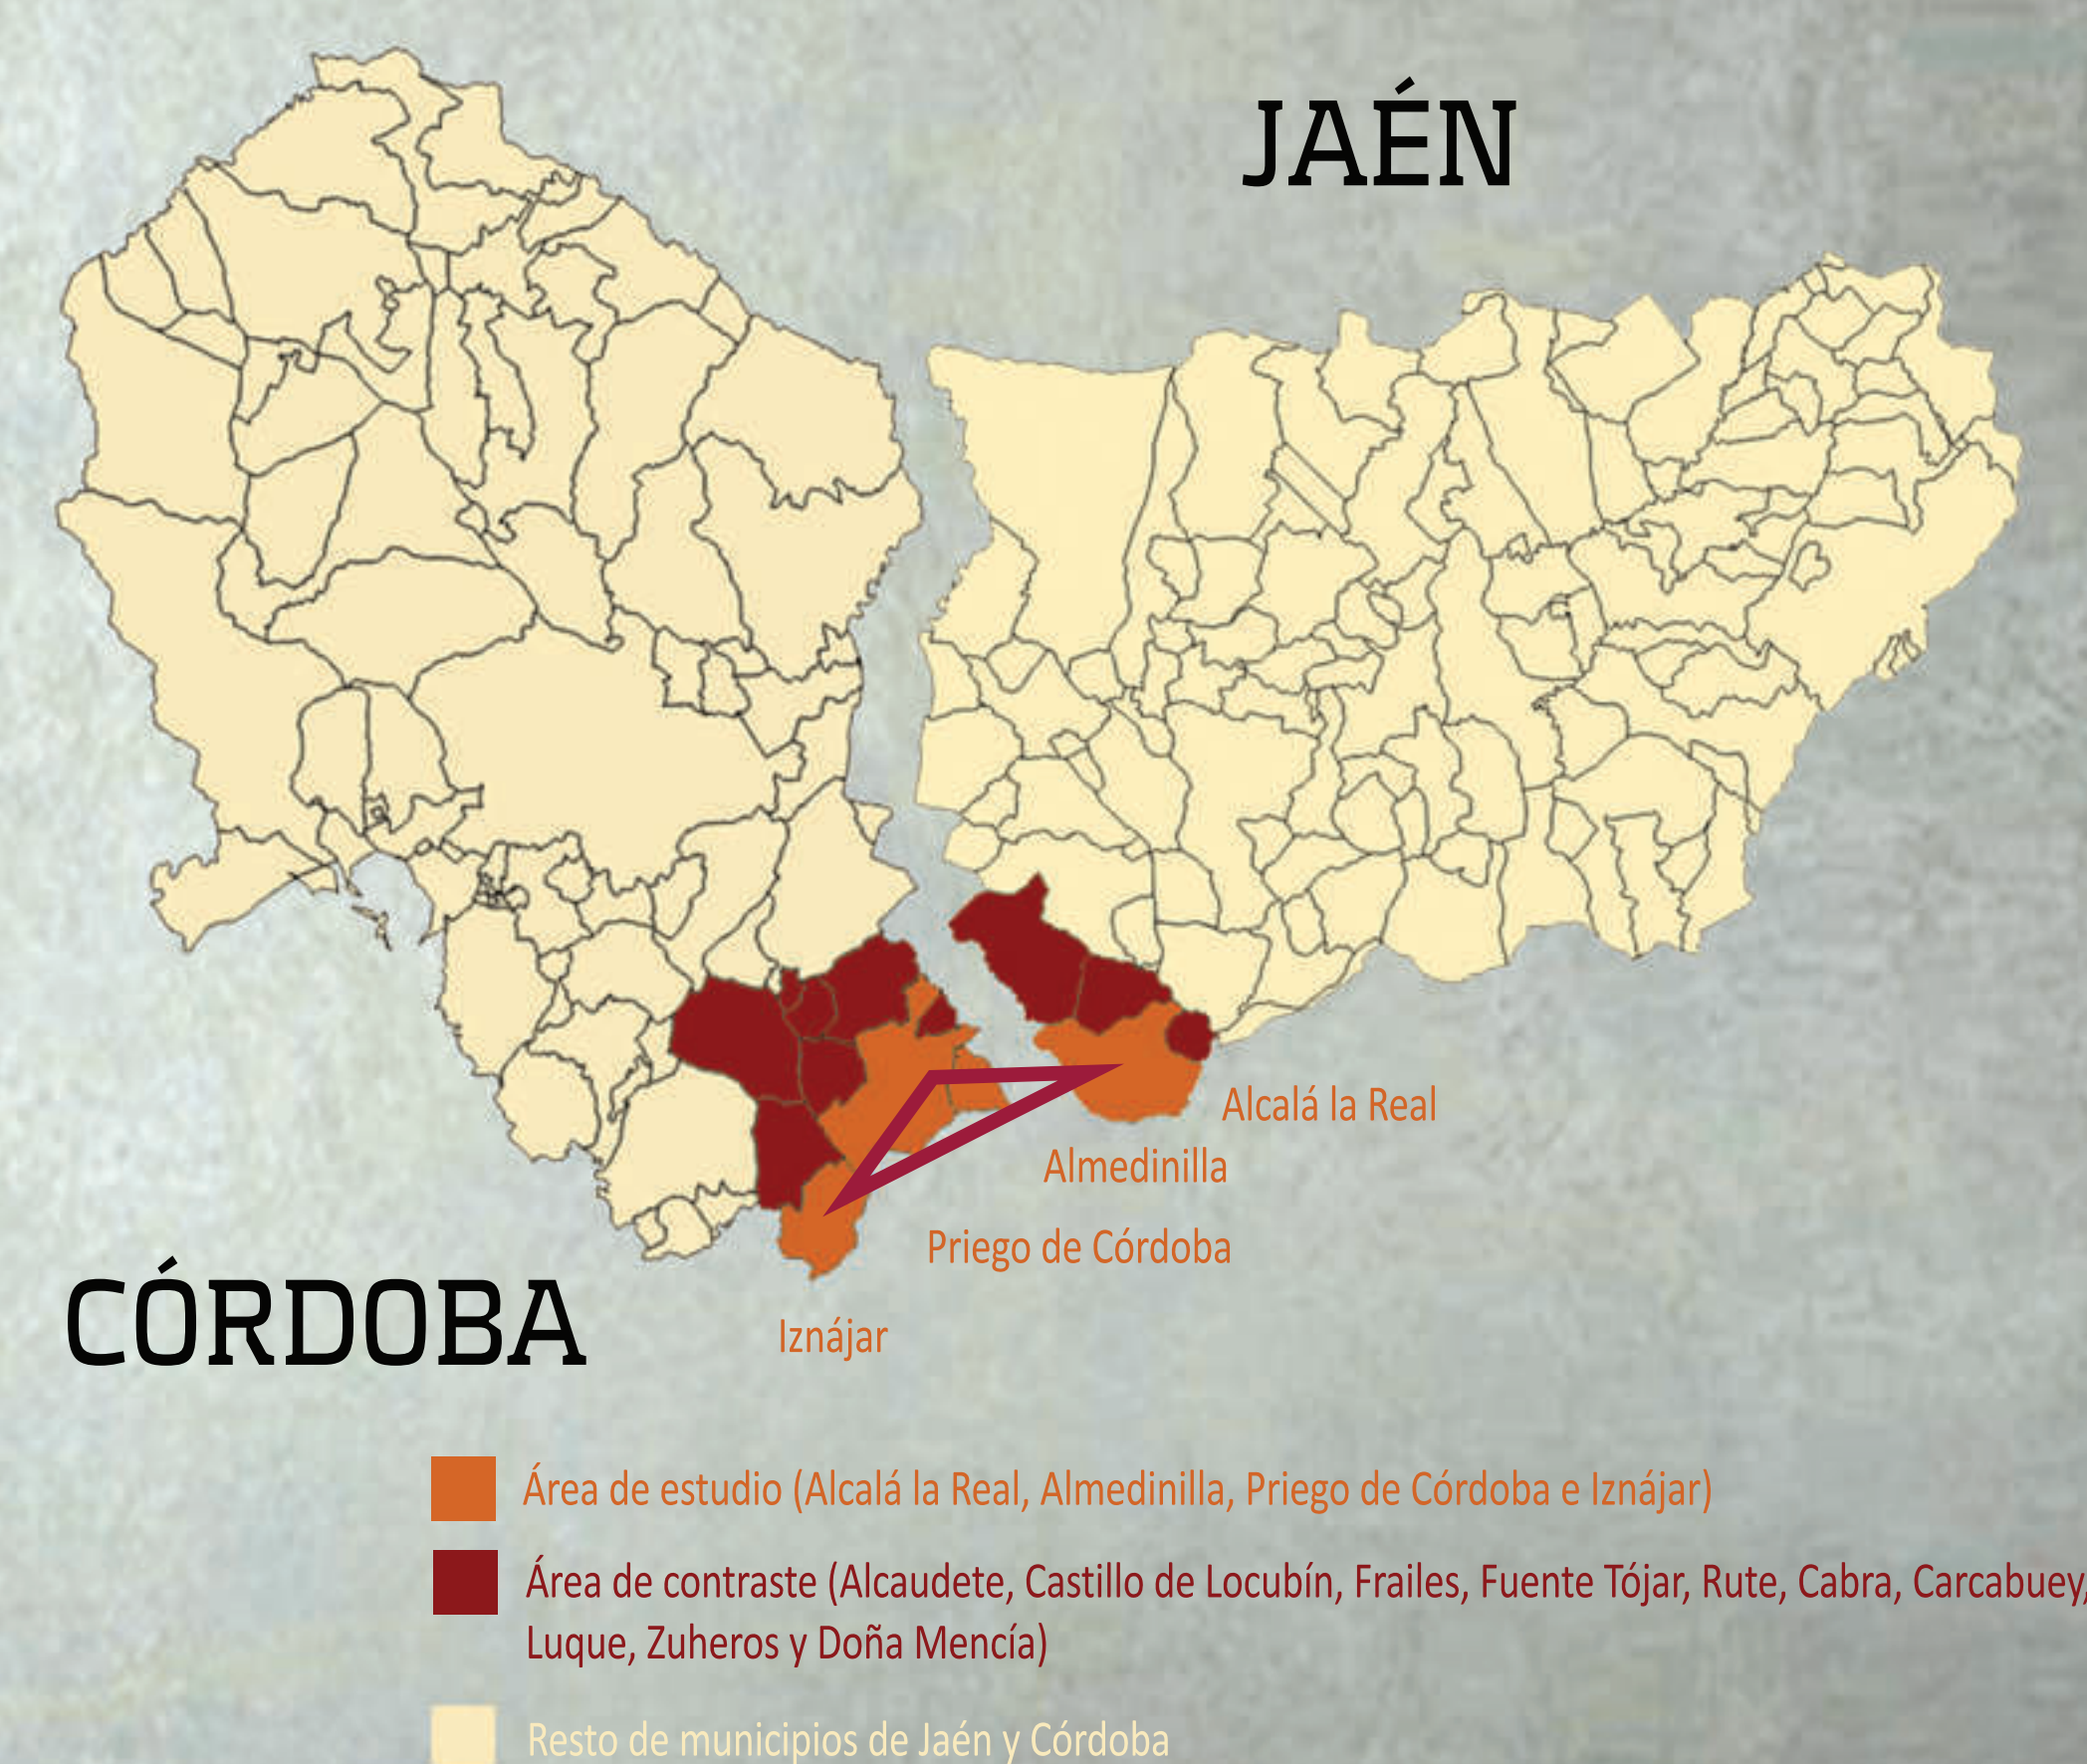 JAÉN
Alcalá la Real
Almedinilla
Priego de Córdoba
CÓRDOBA
Iznájar
Área de estudio (Alcalá la Real, Almedinilla, Priego de Córdoba e Iznájar)
Área de contraste (Alcaudete, Castillo de Locubín, Frailes, Fuente Tójar, Rute, Cabra, Carcabuey,
Luque, Zuheros y Doña Mencía)
Resto de municipios de Jaén y Córdoba